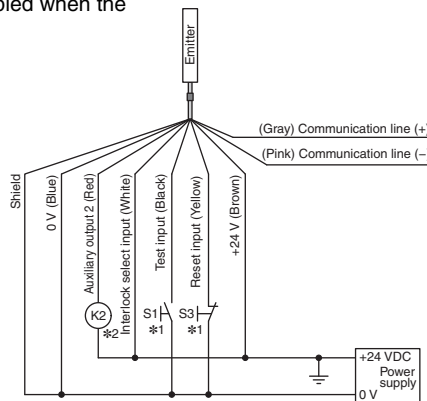 bled when the
Emitter
(Gray) Communication line (+)
(Pink) Communication line (−)
Shield
0 V (Blue)
Auxiliary output 2 (Red)
Interlock select input (White)
Test input (Black)
Reset input (Yellow)
+24 V (Brown)
K2
*2
S1
*1
S3
*1
+24 VDC
Power
supply
0 V